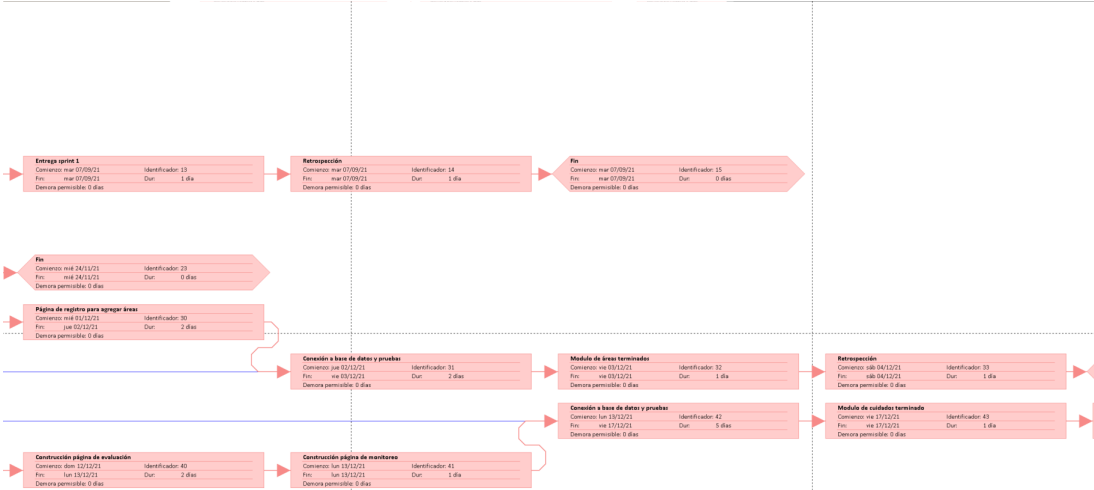 Entrega sprint 1
Comienzo: mar 07/09/21 Identificador: 13
Fin: mar 07/09/21 Dur: 1 día
Demora permisible: 0 días
Retrospección
Comienzo: mar 07/09/21 Identificador: 14
Fin: mar 07/09/21 Dur: 1 día
Demora permisible: 0 días
Fin
Comienzo: mar 07/09/21 Identificador: 15
Fin: mar 07/09/21 Dur: 0 días
Demora permisible: 0 días
Fin
Comienzo: mié 24/11/21 Identificador: 23
Fin: mié 24/11/21 Dur: 0 días
Demora permisible: 0 días
Página de registro para agregar áreas
Comienzo: mié 01/12/21 Identificador: 30
Fin: jue 02/12/21 Dur: 2 días
Demora permisible: 0 días
Conexión a base de datos y pruebas
Comienzo: jue 02/12/21 Identificador: 31
Fin: vie 03/12/21 Dur: 2 días
Demora permisible: 0 días
Modulo de áreas terminados
Comienzo: vie 03/12/21 Identificador: 32
Fin: vie 03/12/21 Dur: 1 día
Demora permisible: 0 días
Retrospección
Comienzo: sáb 04/12/21 Identificador: 33
Fin: sáb 04/12/21 Dur: 1 día
Demora permisible: 0 días
Conexión a base de datos y pruebas
Comienzo: lun 13/12/21 Identificador: 42
Fin: vie 17/12/21 Dur: 5 días
Demora permisible: 0 días
Modulo de cuidados terminado
Comienzo: vie 17/12/21 Identificador: 43
Fin: vie 17/12/21 Dur: 1 día
Demora permisible: 0 días
Construcción página de evaluación
Comienzo: dom 12/12/21 Identificador: 40
Fin: lun 13/12/21 Dur: 2 días
Demora permisible: 0 días
Construcción página de monitoreo
Comienzo: lun 13/12/21 Identificador: 41
Fin: lun 13/12/21 Dur: 1 día
Demora permisible: 0 días